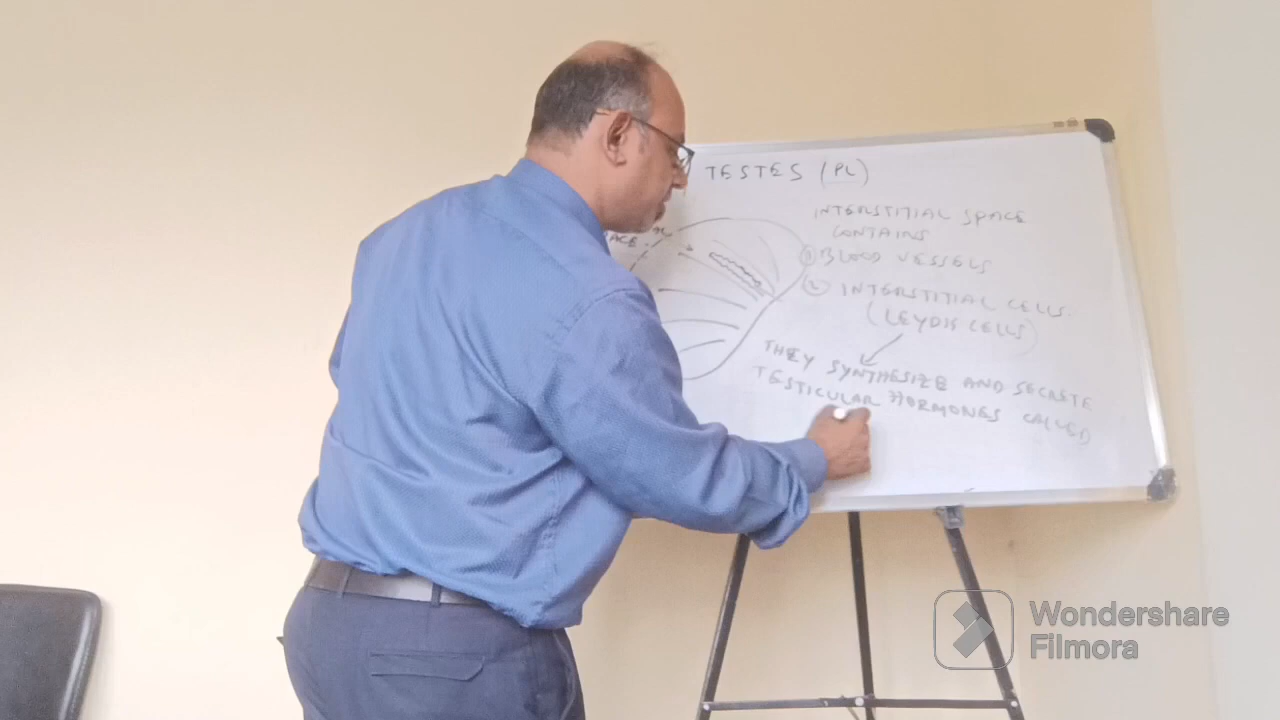 TESTES (PL)
INTERSTITIAL SPACE
CONTAINS
① BLOOD VESSELS
② INTERSTITIAL CELLS
(LEYDIG CELLS)
THEY SYNTHESIZE AND SECRETE
TESTICULAR HORMONES CALLED
Wondershare
Filmora